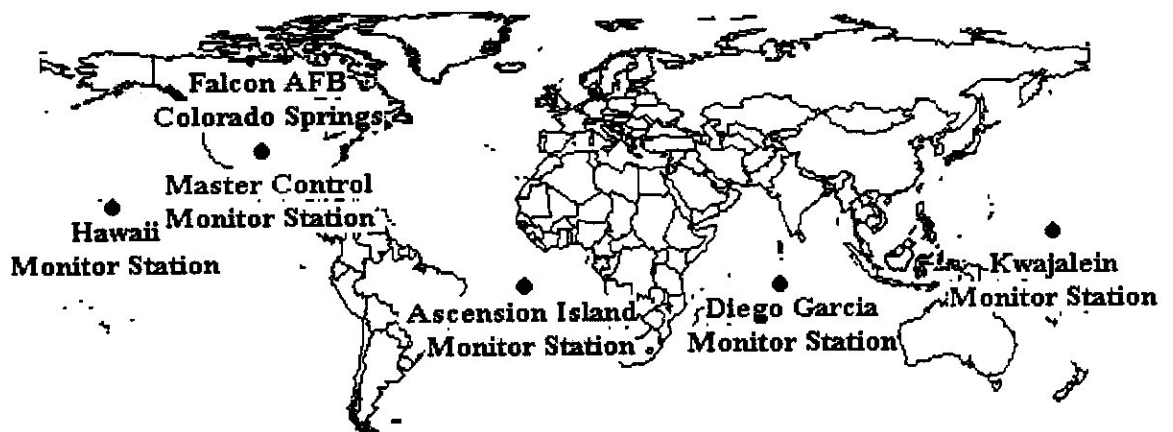 Falcon AFB
Colorado Springs
Master Control
Monitor Station
Hawaii
Monitor Station
Ascension Island
Monitor Station
Diego Garcia
Monitor Station
Kwajalein
Monitor Station